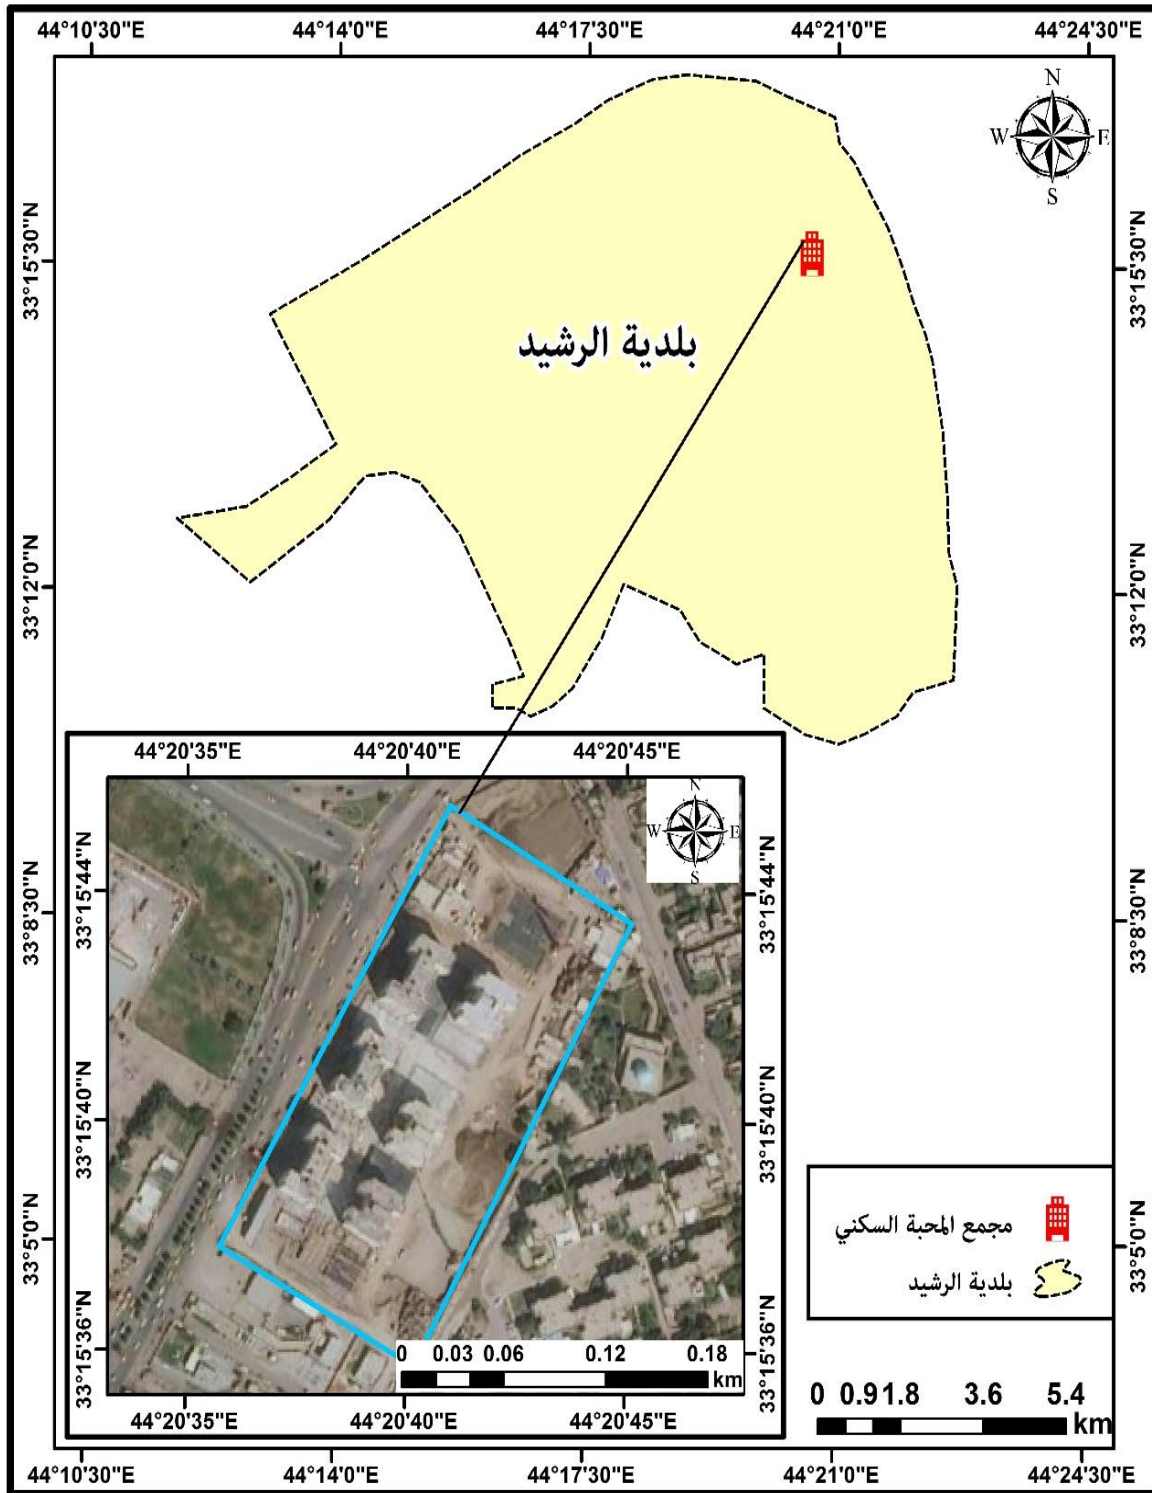 44°10'30"E 44°14'0"E 44°17'30"E 44°21'0"E 44°24'30"E
N
W E
S
33°15'30"N 33°15'30"N
بلدية الرشيد
33°12'0"N 33°12'0"N
44°20'35"E 44°20'40"E 44°20'45"E
N
W E
S
33°15'44"N 33°15'44"N
33°8'30"N 33°8'30"N
33°15'40"N 33°15'40"N
مجمع المحبة السكني
بلدية الرشيد
33°5'0"N 33°5'0"N
33°15'36"N 33°15'36"N
0 0.03 0.06 0.12 0.18
km
44°20'35"E 44°20'40"E 44°20'45"E
0 0.9 1.8 3.6 5.4
km
44°10'30"E 44°14'0"E 44°17'30"E 44°21'0"E 44°24'30"E